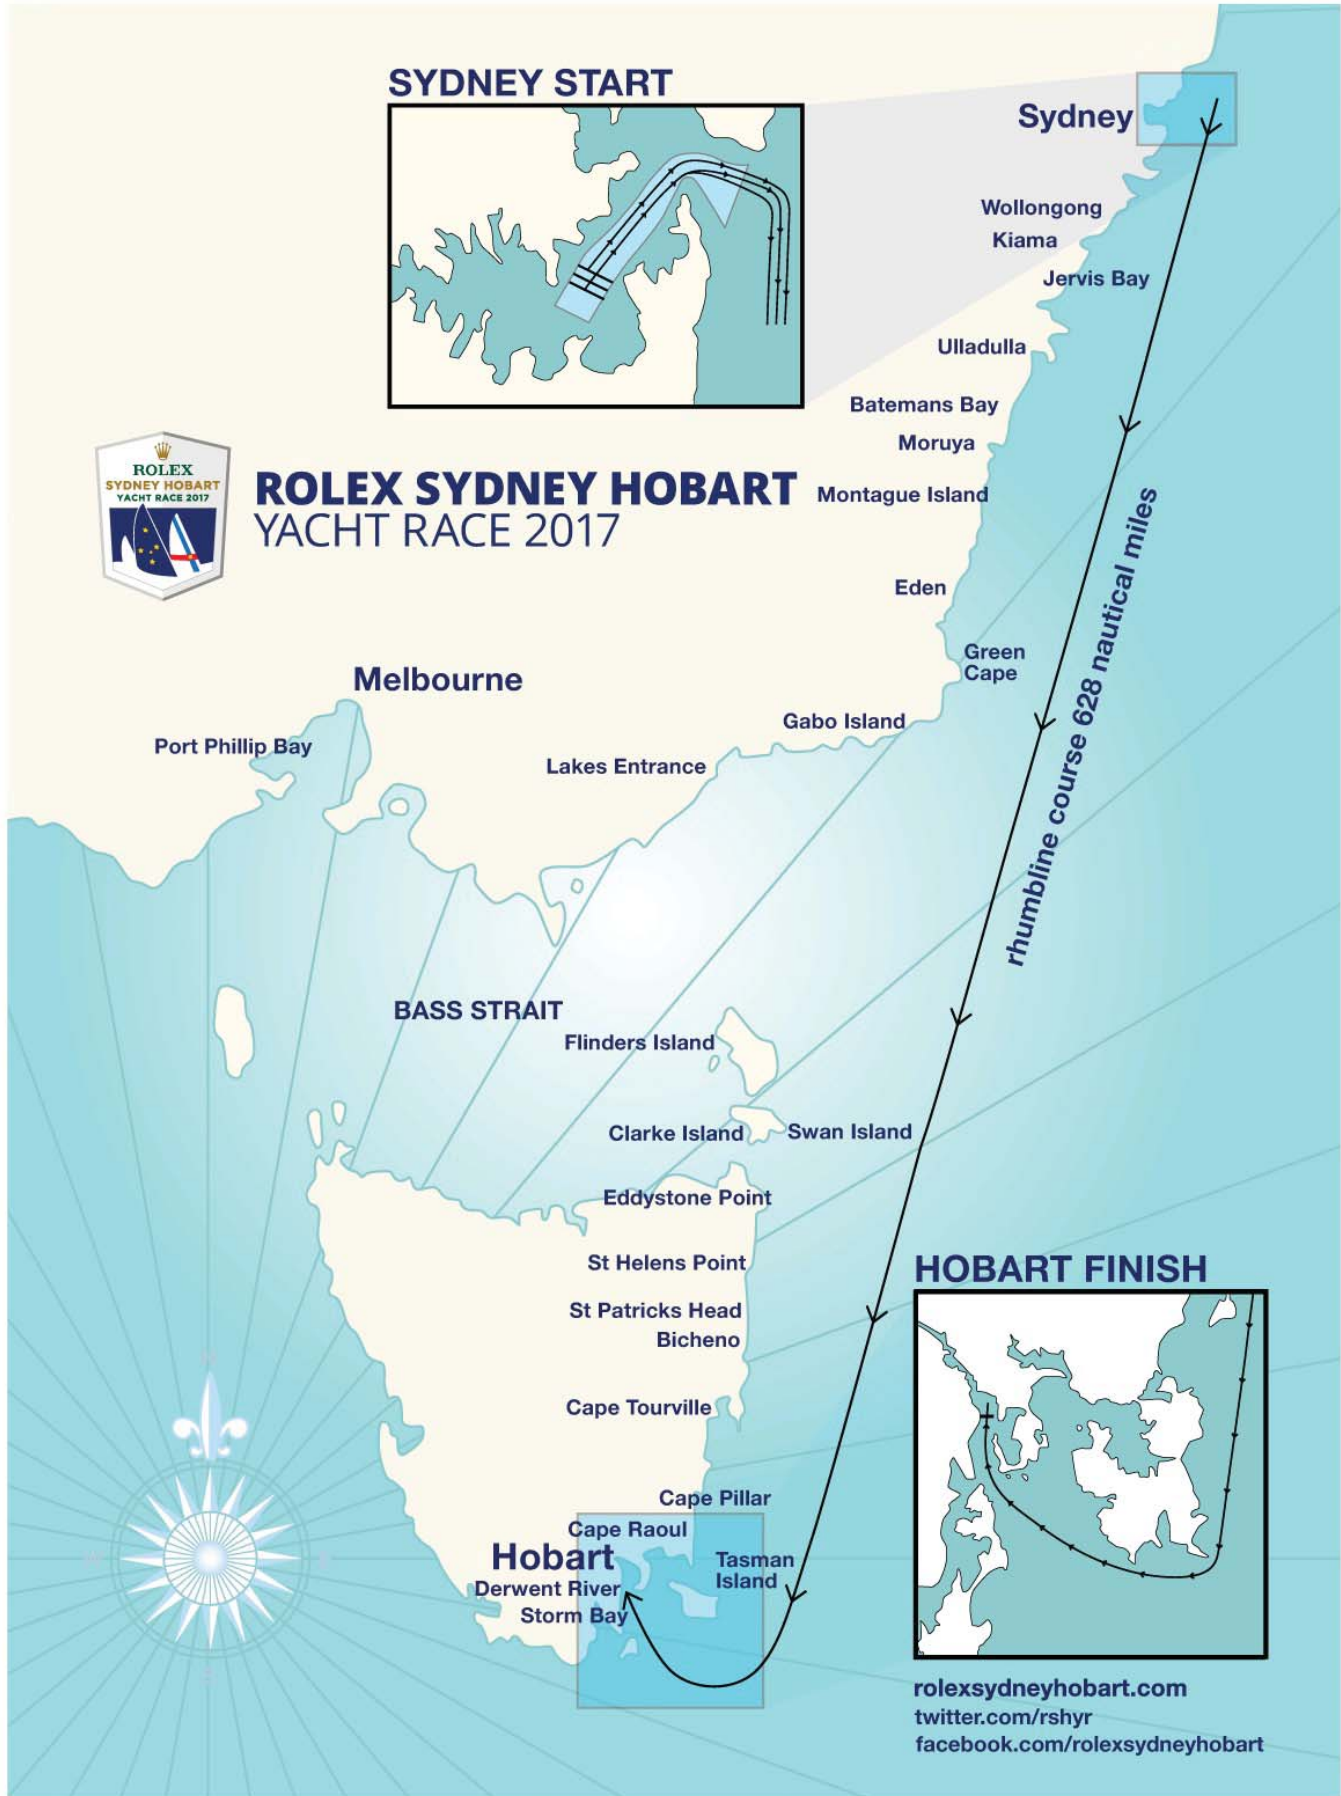 SYDNEY START
Sydney
Wollongong
Kiama
Jervis Bay
Ulladulla
Batemans Bay
Moruya
Montague Island
ROLEX
SYDNEY HOBART
YACHT RACE 2017
ROLEX SYDNEY HOBART
YACHT RACE 2017
Eden
Green
Cape
rhumbline course 628 nautical miles
Melbourne
Gabo Island
Port Phillip Bay
Lakes Entrance
BASS STRAIT
Flinders Island
Clarke Island
Swan Island
Eddystone Point
St Helens Point
St Patricks Head
Bicheno
Cape Tourville
HOBART FINISH
Cape Pillar
Cape Raoul
Hobart
Tasman
Island
Derwent River
Storm Bay
rolexsydneyhobart.com
twitter.com/rshyr
facebook.com/rolexsydneyhobart